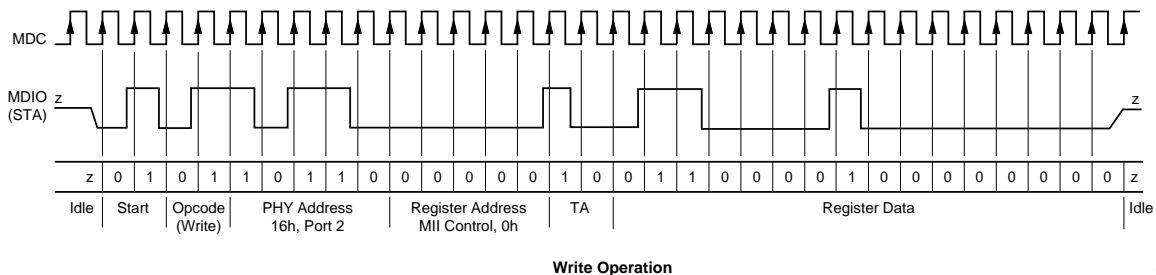 MDC
MDIO z z
(STA)
z 0 1 0 1 1 0 1 1 0 0 0 0 0 0 1 0 0 1 1 0 0 0 0 1 0 0 0 0 0 0 0 0 z
Idle Start Opcode PHY Address Register Address TA Register Data Idle
(Write) 16h, Port 2 MII Control, 0h
Write Operation